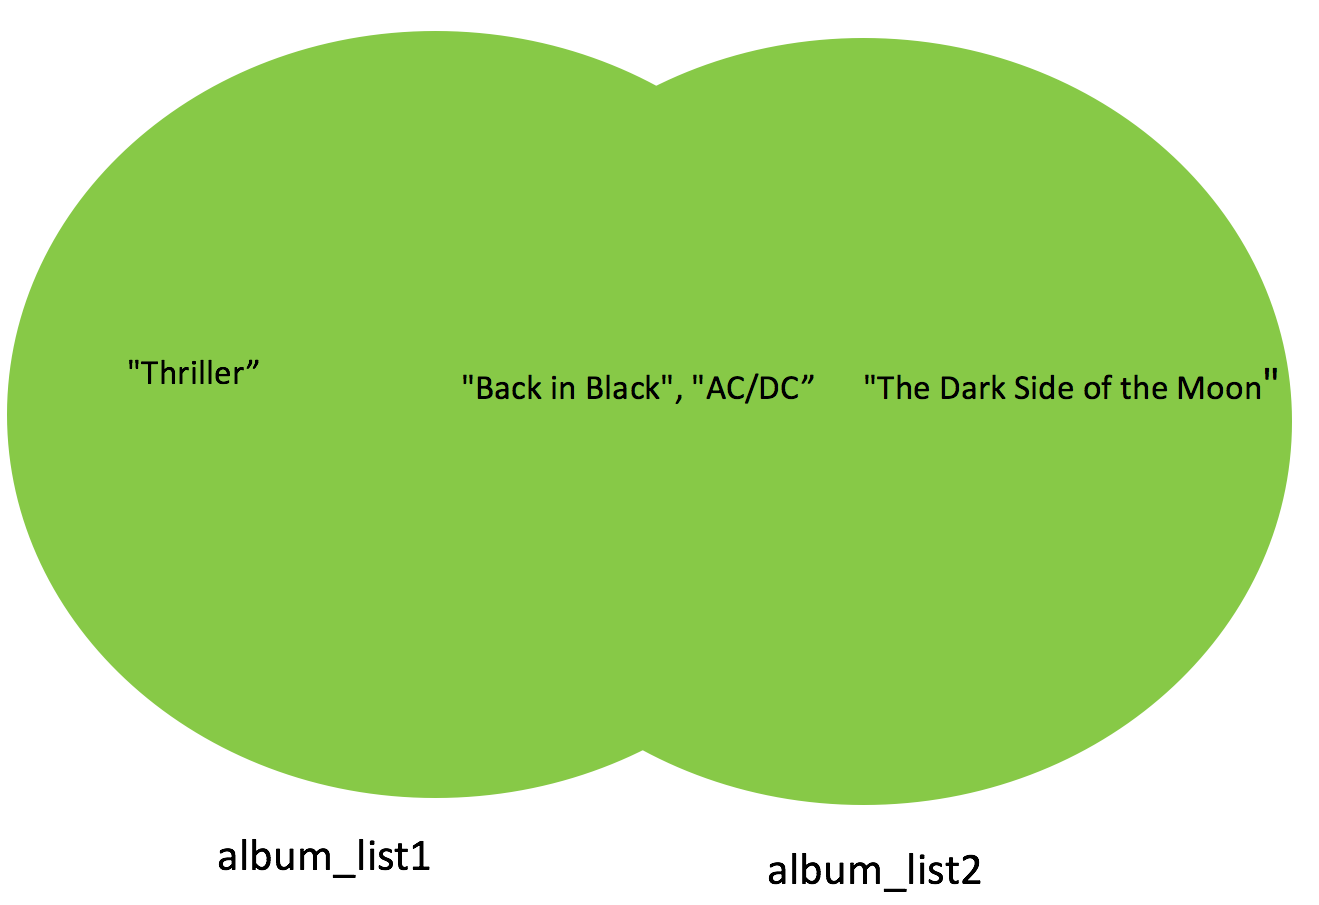 "Thriller”
"Back in Black", "AC/DC”
"The Dark Side of the Moon"
album_list1
album_list2